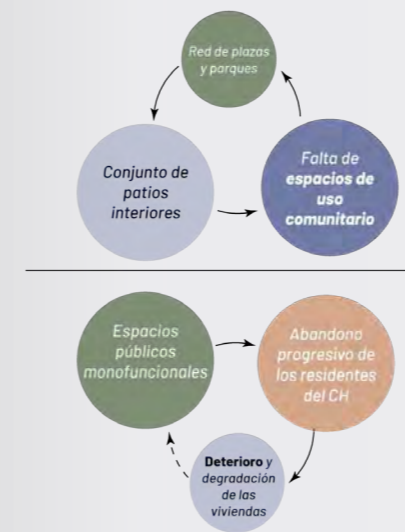 Red de plazas
y parques
Conjunto de
patios
interiores
Falta de
espacios de
uso
comunitario
Espacios
públicos
monofuncionales
Abandono
progresivo de
los residentes
del CH
Deterioro y
degradación
de las
viviendas